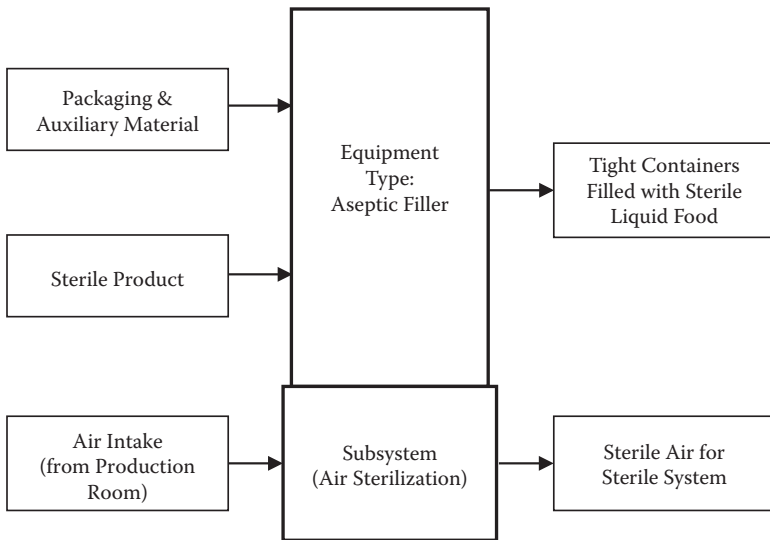 Packaging &
Auxiliary Material
Equipment
Type:
Aseptic Filler
Tight Containers
Filled with Sterile
Liquid Food
Sterile Product
Air Intake
(from Production
Room)
Subsystem
(Air Sterilization)
Sterile Air for
Sterile System